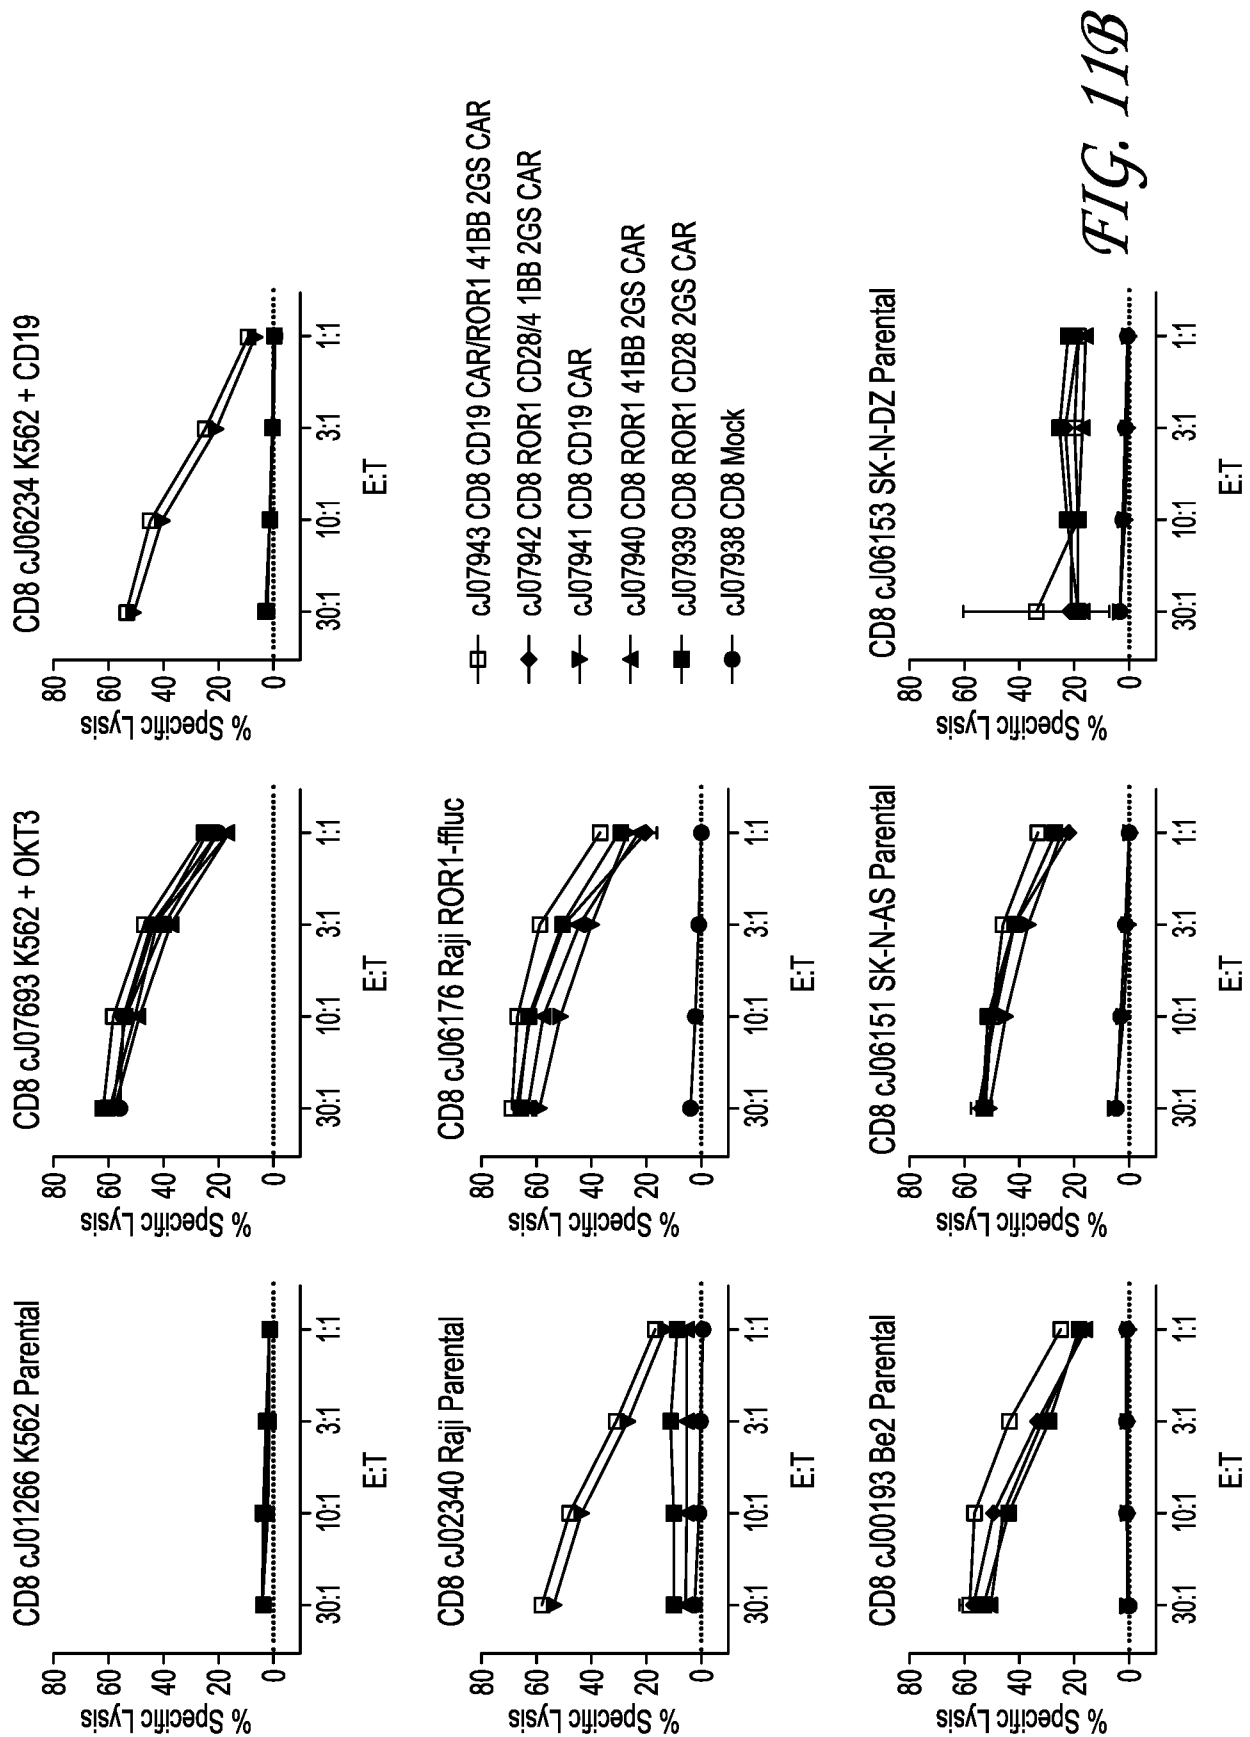 CD8 cJ01266 K562 Parental
% Specific Lysis
80
60
40
20
0
30:1
10:1
3:1
1:1
E:T
CD8 cJ07693 K562 + OKT3
% Specific Lysis
80
60
40
20
0
30:1
10:1
3:1
1:1
E:T
CD8 cJ06234 K562 + CD19
% Specific Lysis
80
60
40
20
0
30:1
10:1
3:1
1:1
E:T
CD8 cJ02340 Raji Parental
% Specific Lysis
80
60
40
20
0
30:1
10:1
3:1
1:1
E:T
CD8 cJ06176 Raji ROR1-ffluc
% Specific Lysis
80
60
40
20
0
30:1
10:1
3:1
1:1
E:T
cJ07943 CD8 CD19 CAR/ROR1 41BB 2GS CAR
cJ07942 CD8 ROR1 CD28/4 1BB 2GS CAR
cJ07941 CD8 CD19 CAR
cJ07940 CD8 ROR1 41BB 2GS CAR
cJ07939 CD8 ROR1 CD28 2GS CAR
cJ07938 CD8 Mock
CD8 cJ00193 Be2 Parental
% Specific Lysis
80
60
40
20
0
30:1
10:1
3:1
1:1
E:T
CD8 cJ06151 SK-N-AS Parental
% Specific Lysis
80
60
40
20
0
30:1
10:1
3:1
1:1
E:T
CD8 cJ06153 SK-N-DZ Parental
% Specific Lysis
80
60
40
20
0
30:1
10:1
3:1
1:1
E:T
FIG. 11B